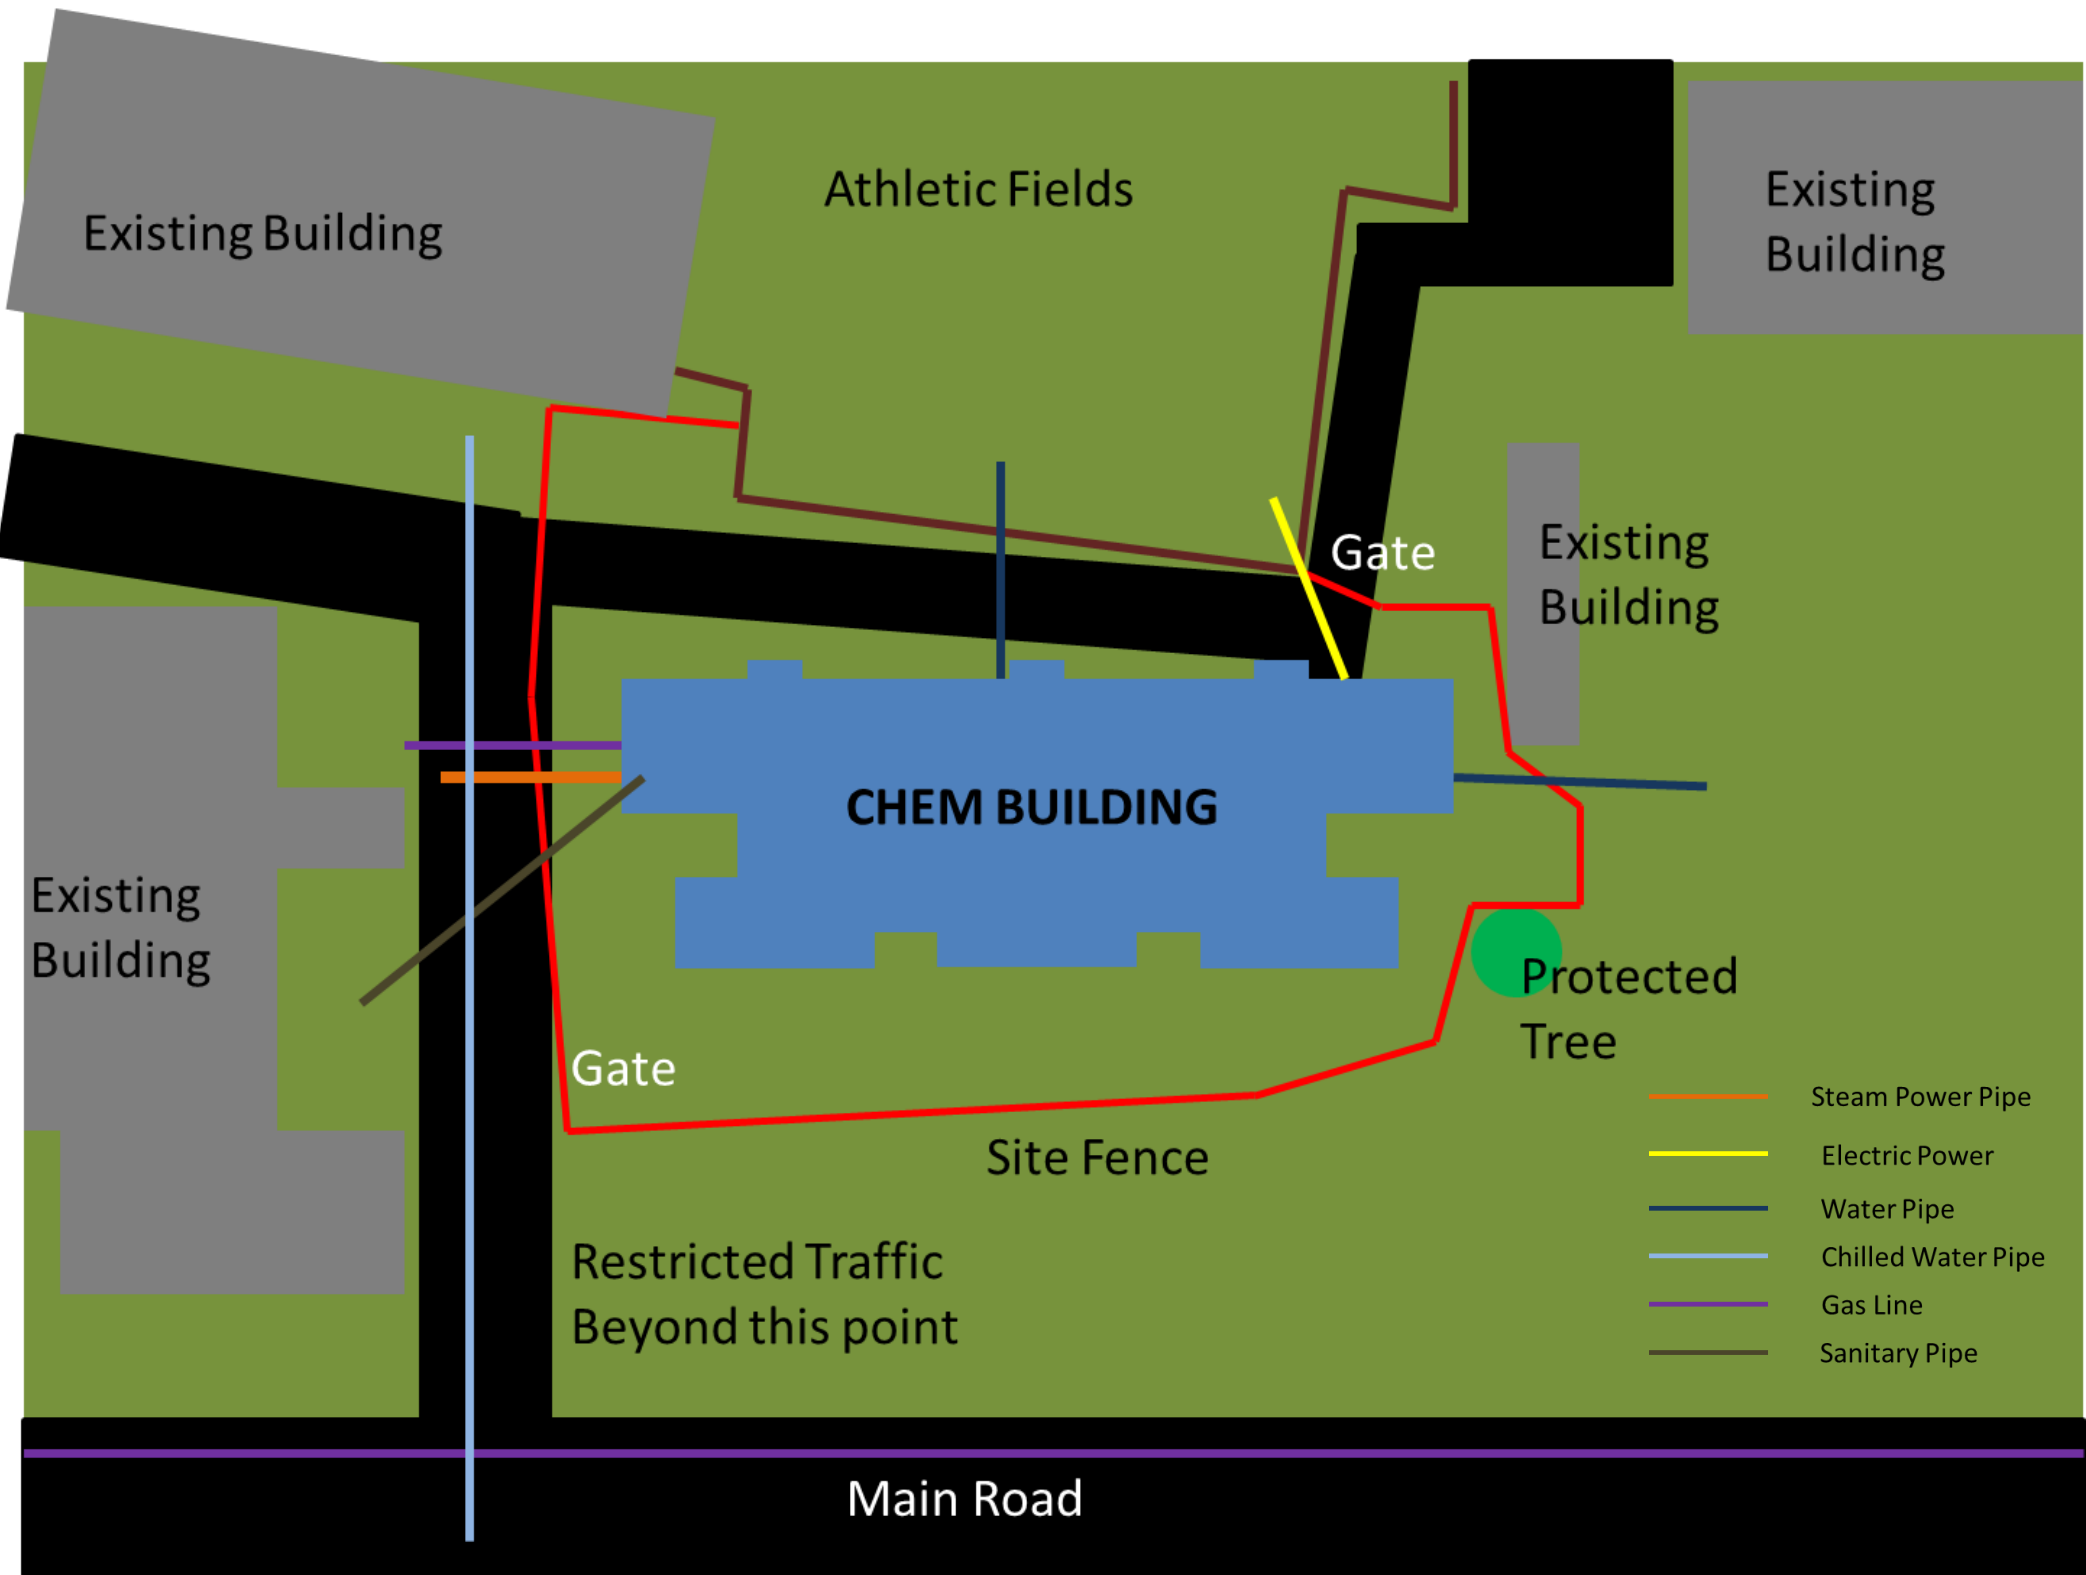 Existing Building
Athletic Fields
Existing
Building
Gate
Existing
Building
CHEM BUILDING
Existing
Building
Protected
Tree
Gate
Site Fence
Restricted Traffic
Beyond this point
Steam Power Pipe
Electric Power
Water Pipe
Chilled Water Pipe
Gas Line
Sanitary Pipe
Main Road